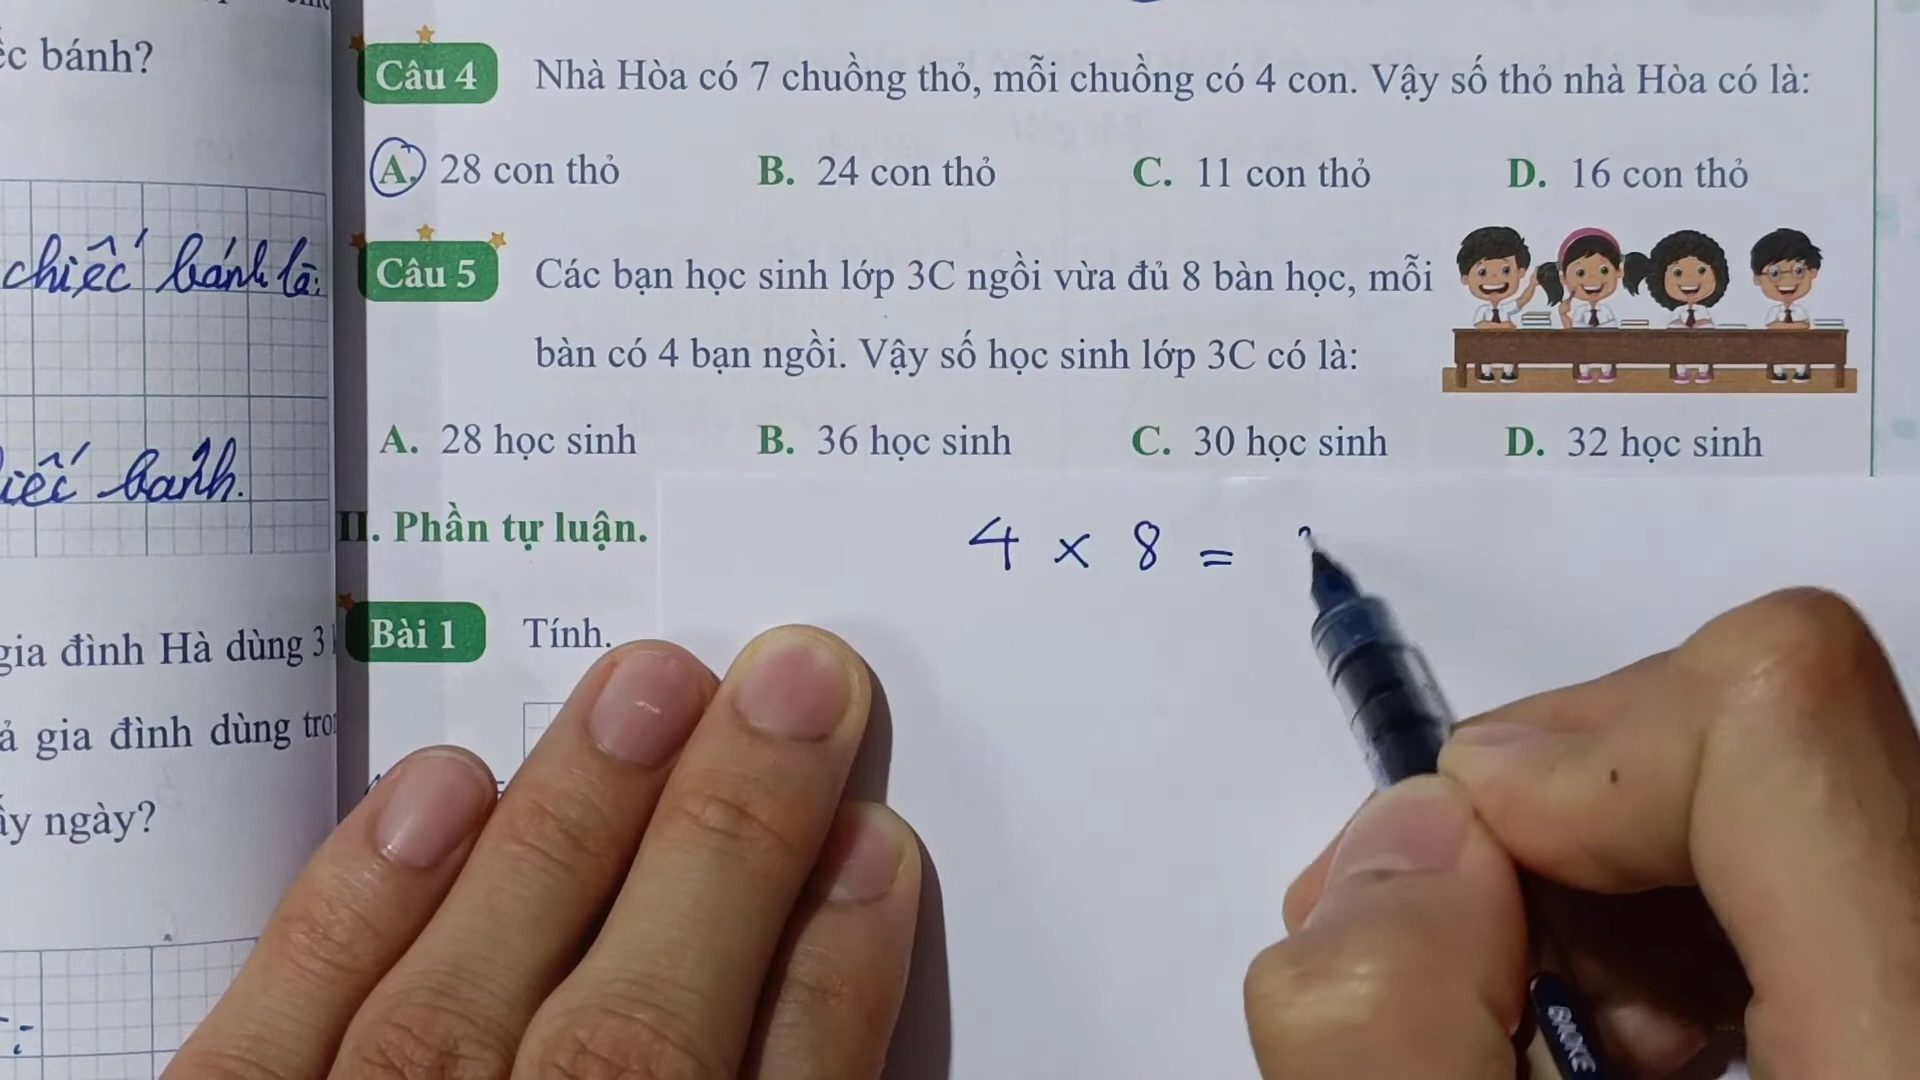 bánh?
chiếc bánh là:
bánh.
gia đình Hà dùng 3
gia đình dùng
ngày?
Câu 4 Nhà Hòa có 7 chuồng thỏ, mỗi chuồng có 4 con. Vậy số thỏ nhà Hòa có là:
A. 28 con thỏ B. 24 con thỏ C. 11 con thỏ D. 16 con thỏ
Câu 5 Các bạn học sinh lớp 3C ngồi vừa đủ 8 bàn học, mỗi
bàn có 4 bạn ngồi. Vậy số học sinh lớp 3C có là:
A. 28 học sinh B. 36 học sinh C. 30 học sinh D. 32 học sinh
II. Phần tự luận.
4 x 8 =
Bài 1 Tính.